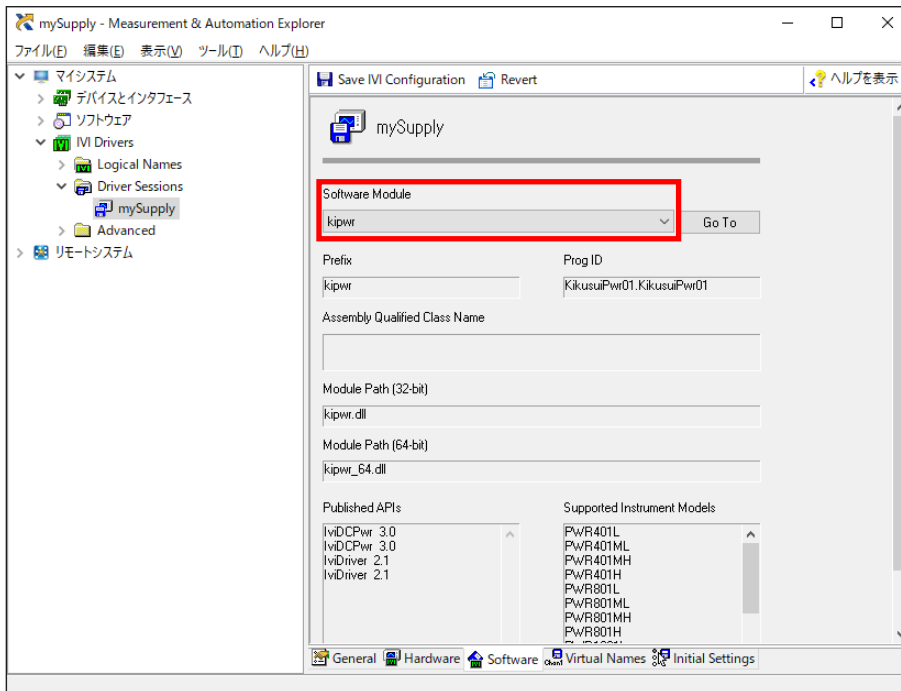 mySupply - Measurement & Automation Explorer
ファイル(F) 編集(E) 表示(V) ツール(T) ヘルプ(H)
マイシステム
デバイスとインタフェース
ソフトウェア
IVI Drivers
Logical Names
Driver Sessions
mySupply
Advanced
リモートシステム
Save IVI Configuration Revert ヘルプを表示
mySupply
Software Module
kipwr Go To
Prefix Prog ID
kipwr KikusuiPwr01.KikusuiPwr01
Assembly Qualified Class Name
Module Path (32-bit)
kipwr.dll
Module Path (64-bit)
kipwr_64.dll
Published APIs
IviDCPwr 3.0
IviDCPwr 3.0
IviDriver 2.1
IviDriver 2.1
Supported Instrument Models
PWR401L
PWR401ML
PWR401MH
PWR401H
PWR801L
PWR801ML
PWR801MH
PWR801H
General Hardware Software Virtual Names Initial Settings